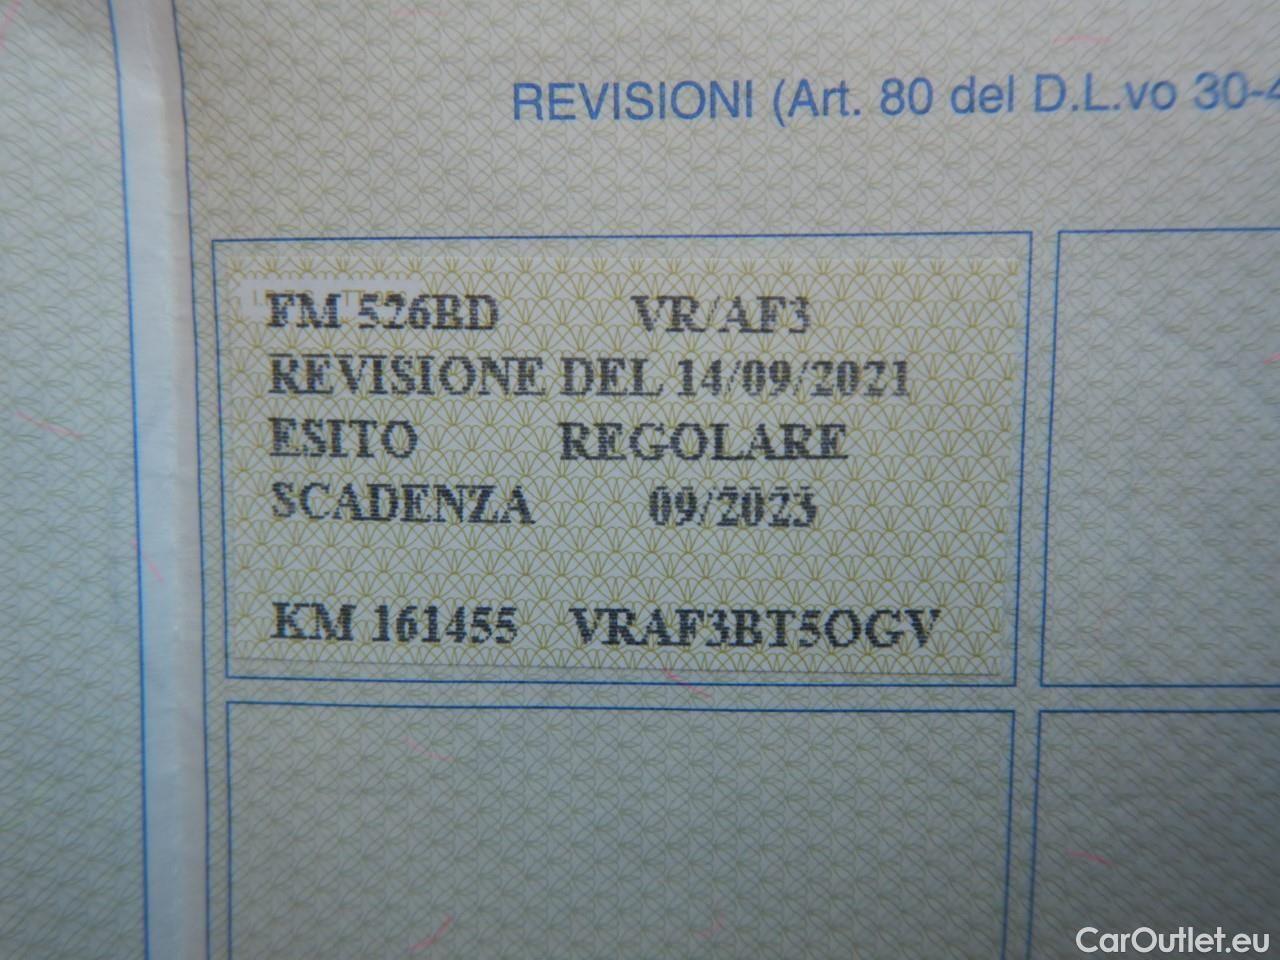 REVISIONI (Art. 80 del D.L.vo 30-4
FM 526BD VR/AF3
REVISIONE DEL 14/09/2021
ESITO REGOLARE
SCADENZA 09/2023
KM 161455 VRAF3BT5OGV
CarOutlet.eu